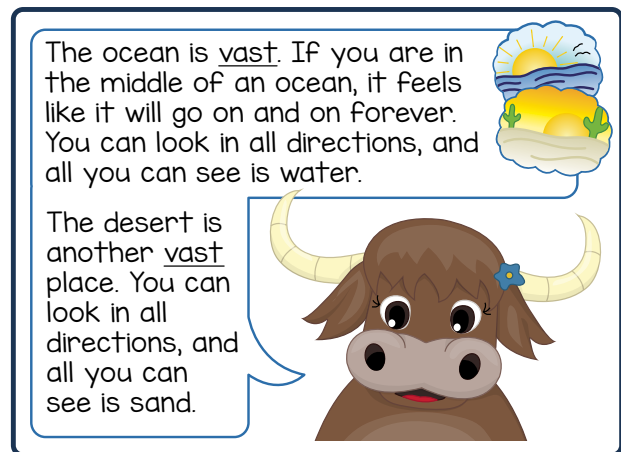 The ocean is vast. If you are in
the middle of an ocean, it feels
like it will go on and on forever.
You can look in all directions, and
all you can see is water.
The desert is
another vast
place. You can
look in all
directions, and
all you can
see is sand.